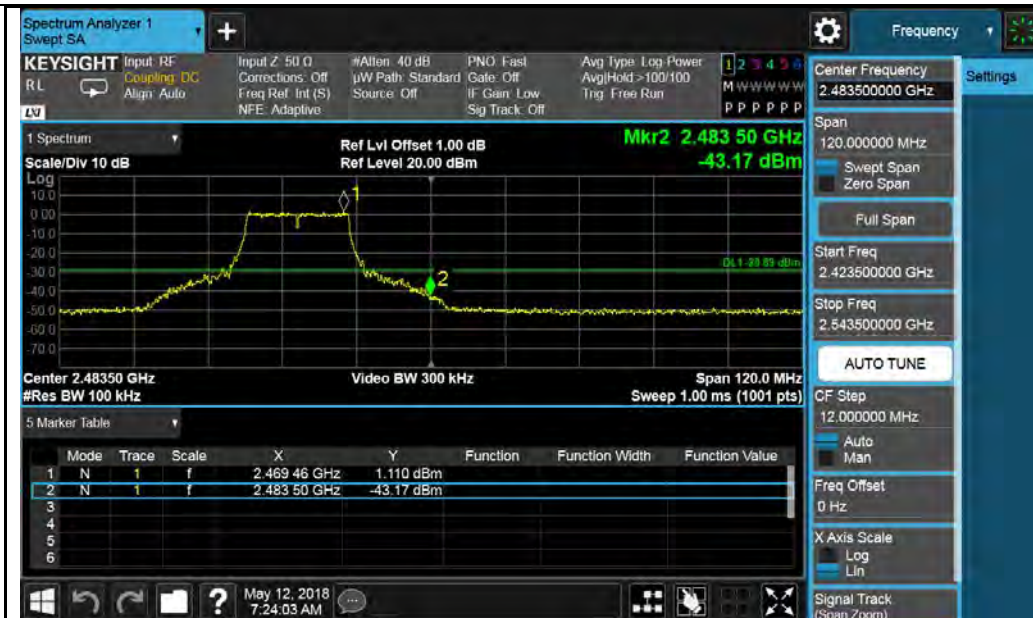 Spectrum Analyzer 1
Swept SA
+
Frequency
KEYSIGHT
RL
LXI
Input: RF
Coupling: DC
Align: Auto
Input Z: 50 Ω
Corrections: Off
Freq Ref: Int (S)
NFE: Adaptive
#Atten: 40 dB
µW Path: Standard
Source: Off
PNO: Fast
Gate: Off
IF Gain: Low
Sig Track: Off
Avg Type: Log-Power
Avg|Hold:>100/100
Trig: Free Run
1 2 3 4 5 6
M W W W W W
P P P P P P
Center Frequency
2.483500000 GHz
Settings
1 Spectrum
Scale/Div 10 dB
Ref Lvl Offset 1.00 dB
Ref Level 20.00 dBm
Mkr2 2.483 50 GHz
-43.17 dBm
Span
120.000000 MHz
Swept Span
Zero Span
Full Span
Start Freq
2.423500000 GHz
Stop Freq
2.543500000 GHz
AUTO TUNE
Log
10.0
0.00
-10.0
-20.0
-30.0
-40.0
-50.0
-60.0
-70.0
1
2
Center 2.48350 GHz
#Res BW 100 kHz
Video BW 300 kHz
Span 120.0 MHz
Sweep 1.00 ms (1001 pts)
CF Step
12.000000 MHz
Auto
Man
Freq Offset
0 Hz
X Axis Scale
Log
Lin
Signal Track
(Span Zoom)
5 Marker Table
Mode Trace Scale X Y Function Function Width Function Value
1 N 1 f 2.469 46 GHz 1.110 dBm
2 N 1 f 2.483 50 GHz -43.17 dBm
3
4
5
6
?
May 12, 2018
7:24:03 AM